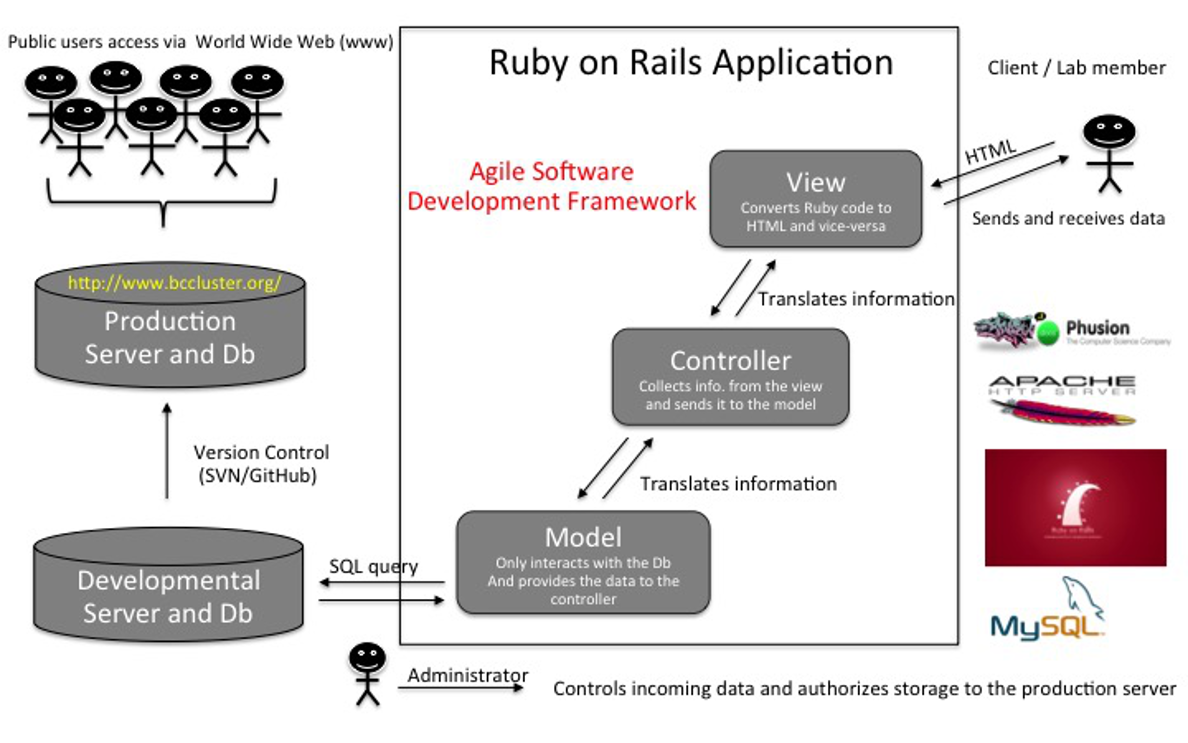 Public users access via World Wide Web (www)
http://www.bccluster.org/
Production
Server and Db
Version Control
(SVN/GitHub)
Developmental
Server and Db
SQL query
Ruby on Rails Application
Agile Software
Development Framework
View
Converts Ruby code to
HTML and vice-versa
Translates information
Controller
Collects info. from the view
and sends it to the model
Translates information
Model
Only interacts with the Db
And provides the data to the
controller
Client / Lab member
HTML
Sends and receives data
Phusion
The Computer Science Company
APACHE
HTTP SERVER
Ruby on Rails
MySQL
Administrator
Controls incoming data and authorizes storage to the production server